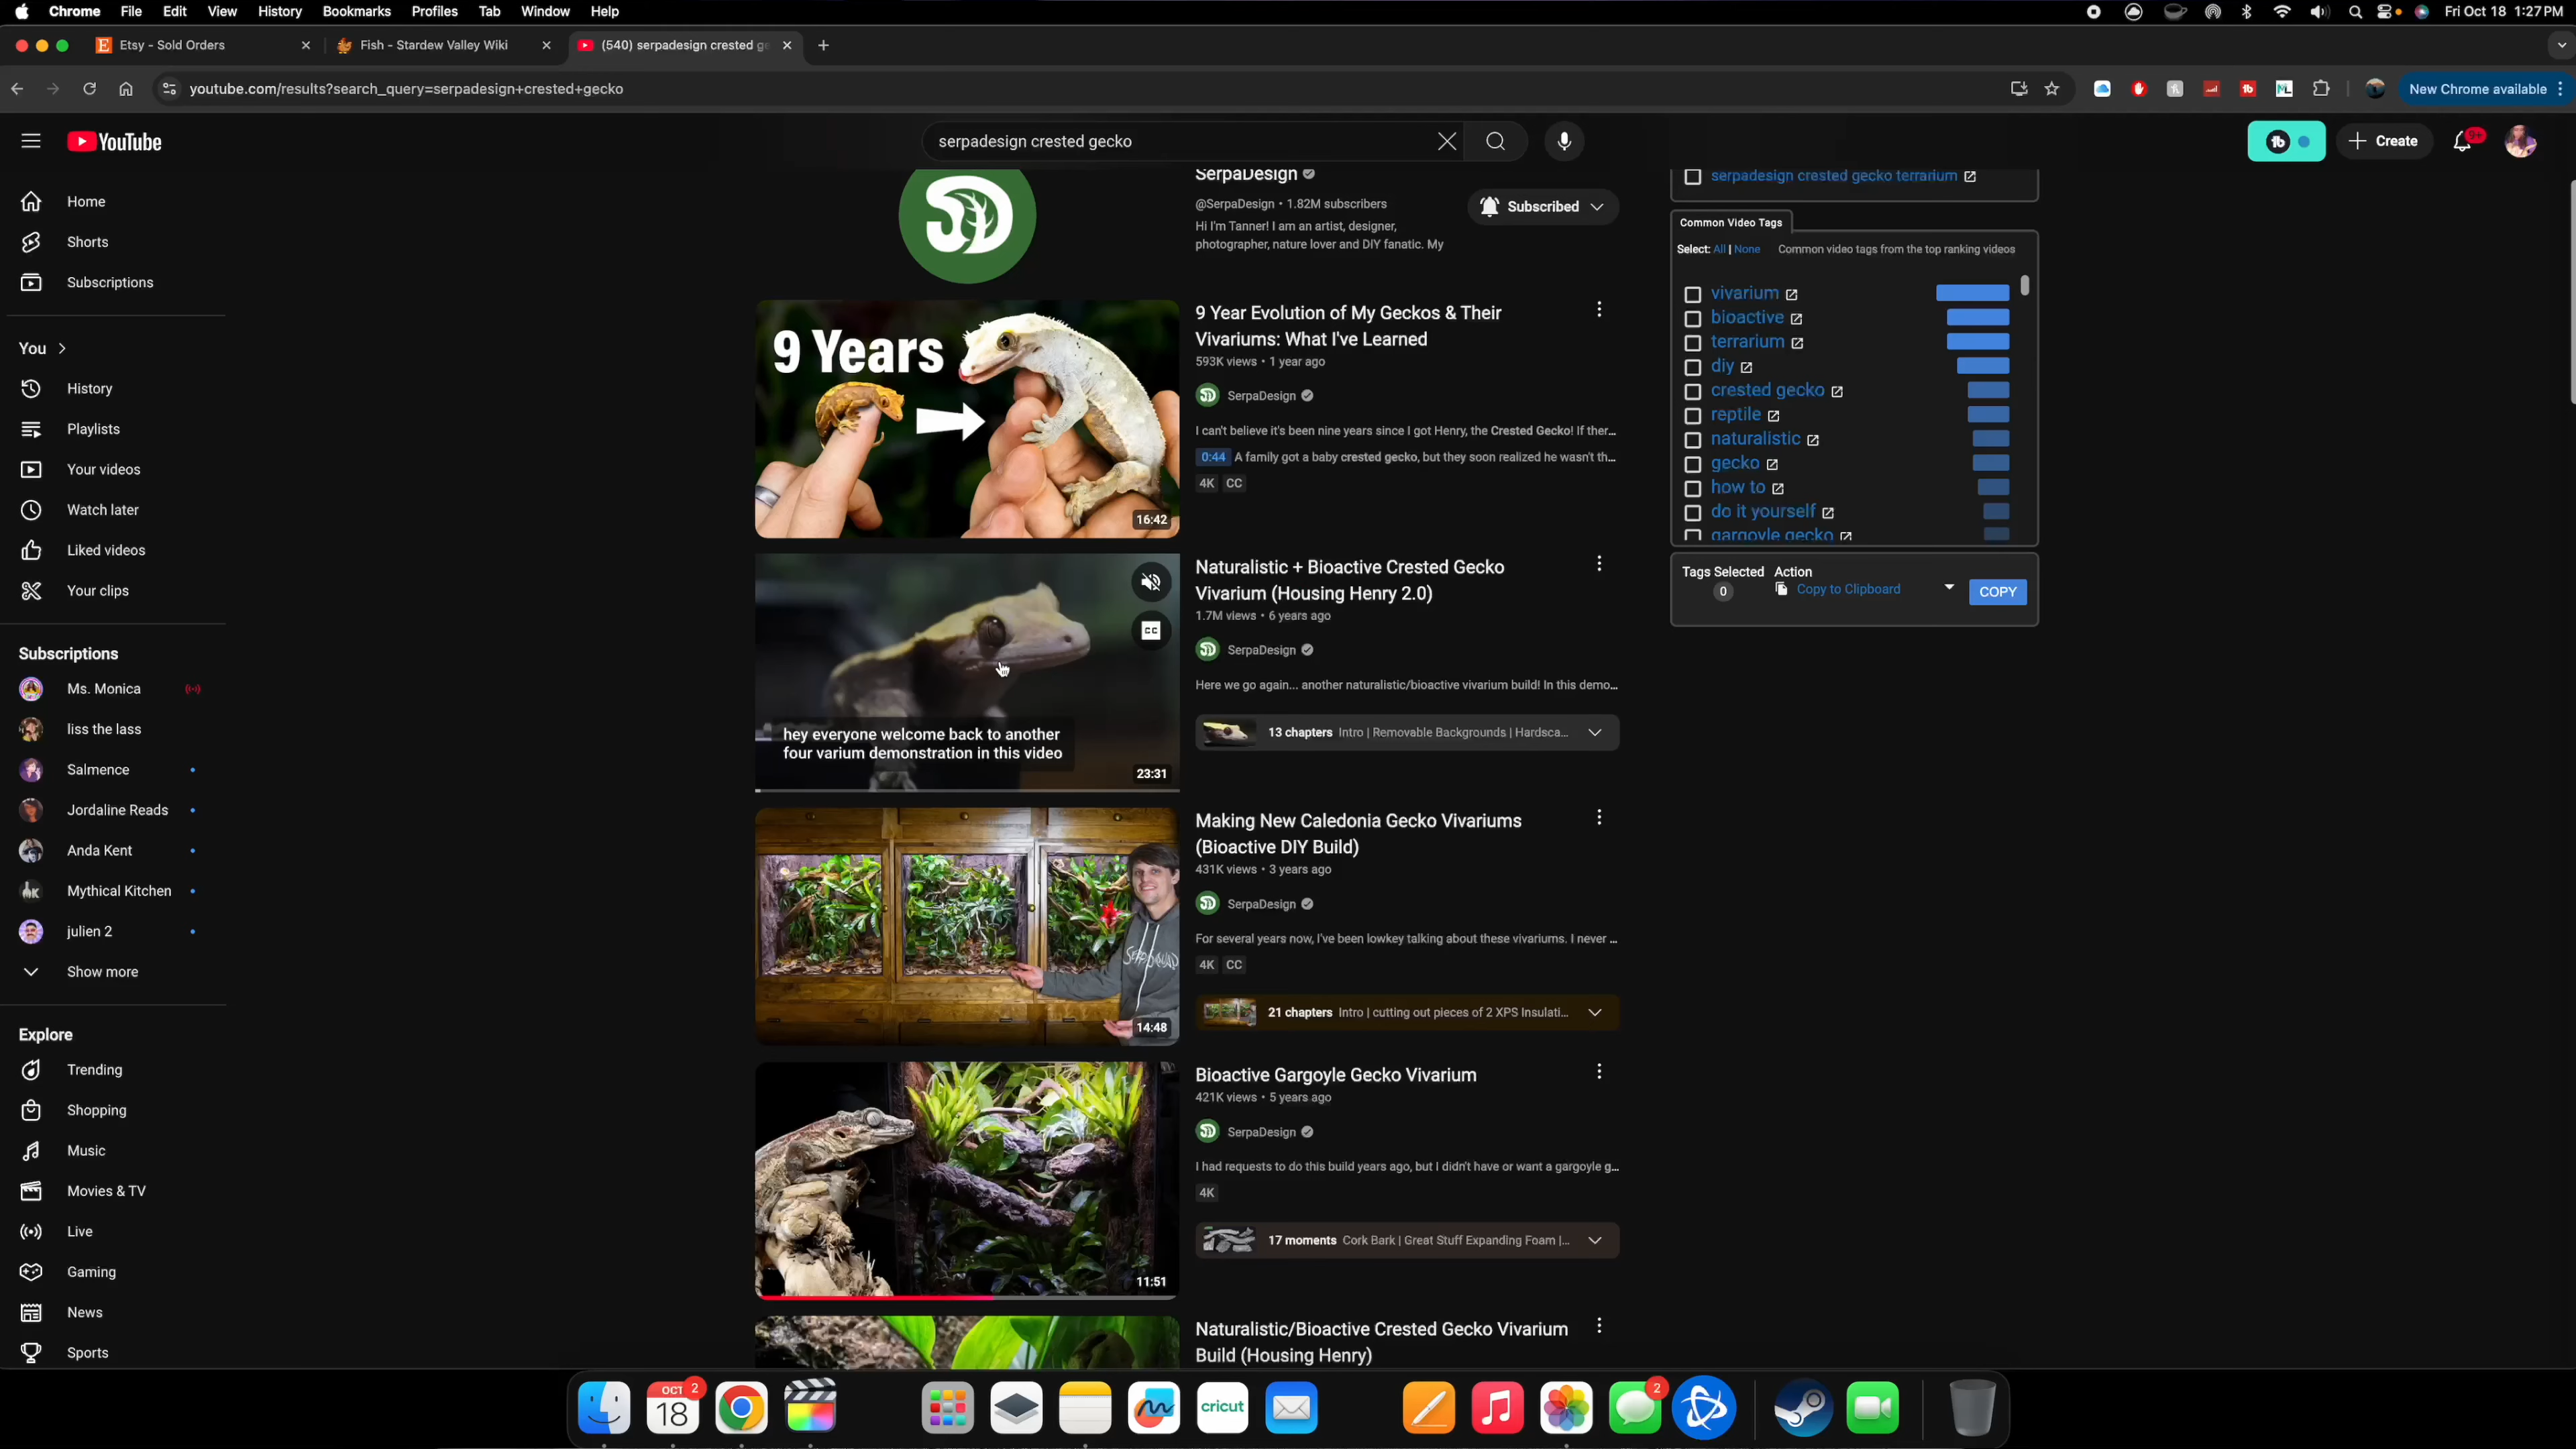 Chrome File Edit View History Bookmarks Profiles Tab Window Help
Fri Oct 18 1:27 PM
Etsy - Sold Orders
Fish - Stardew Valley Wiki
(540) serpadesign crested ge
youtube.com/results?search_query=serpadesign+crested+gecko
New Chrome available
YouTube
serpadesign crested gecko
Create
9+
Home
Shorts
Subscriptions
You
History
Playlists
Your videos
Watch later
Liked videos
Your clips
Subscriptions
Ms. Monica
liss the lass
Salmence
Jordaline Reads
Anda Kent
Mythical Kitchen
julien 2
Show more
Explore
Trending
Shopping
Music
Movies & TV
Live
Gaming
News
Sports
SD
SerpaDesign
@SerpaDesign • 1.82M subscribers
Hi I'm Tanner! I am an artist, designer,
photographer, nature lover and DIY fanatic. My
Subscribed
9 Years
16:42
9 Year Evolution of My Geckos & Their
Vivariums: What I've Learned
593K views • 1 year ago
SerpaDesign
I can't believe it's been nine years since I got Henry, the Crested Gecko! If ther...
0:44 A family got a baby crested gecko, but they soon realized he wasn't th...
4K CC
CC
hey everyone welcome back to another
four varium demonstration in this video
23:31
Naturalistic + Bioactive Crested Gecko
Vivarium (Housing Henry 2.0)
1.7M views • 6 years ago
SerpaDesign
Here we go again... another naturalistic/bioactive vivarium build! In this demo...
13 chapters Intro | Removable Backgrounds | Hardsca...
14:48
Making New Caledonia Gecko Vivariums
(Bioactive DIY Build)
431K views • 3 years ago
SerpaDesign
For several years now, I've been lowkey talking about these vivariums. I never ...
4K CC
21 chapters Intro | cutting out pieces of 2 XPS Insulati...
11:51
Bioactive Gargoyle Gecko Vivarium
421K views • 5 years ago
SerpaDesign
I had requests to do this build years ago, but I didn't have or want a gargoyle g...
4K
17 moments Cork Bark | Great Stuff Expanding Foam |...
Naturalistic/Bioactive Crested Gecko Vivarium
Build (Housing Henry)
serpadesign crested gecko terrarium
Common Video Tags
Select: All | None Common video tags from the top ranking videos
vivarium
bioactive
terrarium
diy
crested gecko
reptile
naturalistic
gecko
how to
do it yourself
gargoyle gecko
Tags Selected Action
0 Copy to Clipboard COPY
OCT 2
18
cricut
2